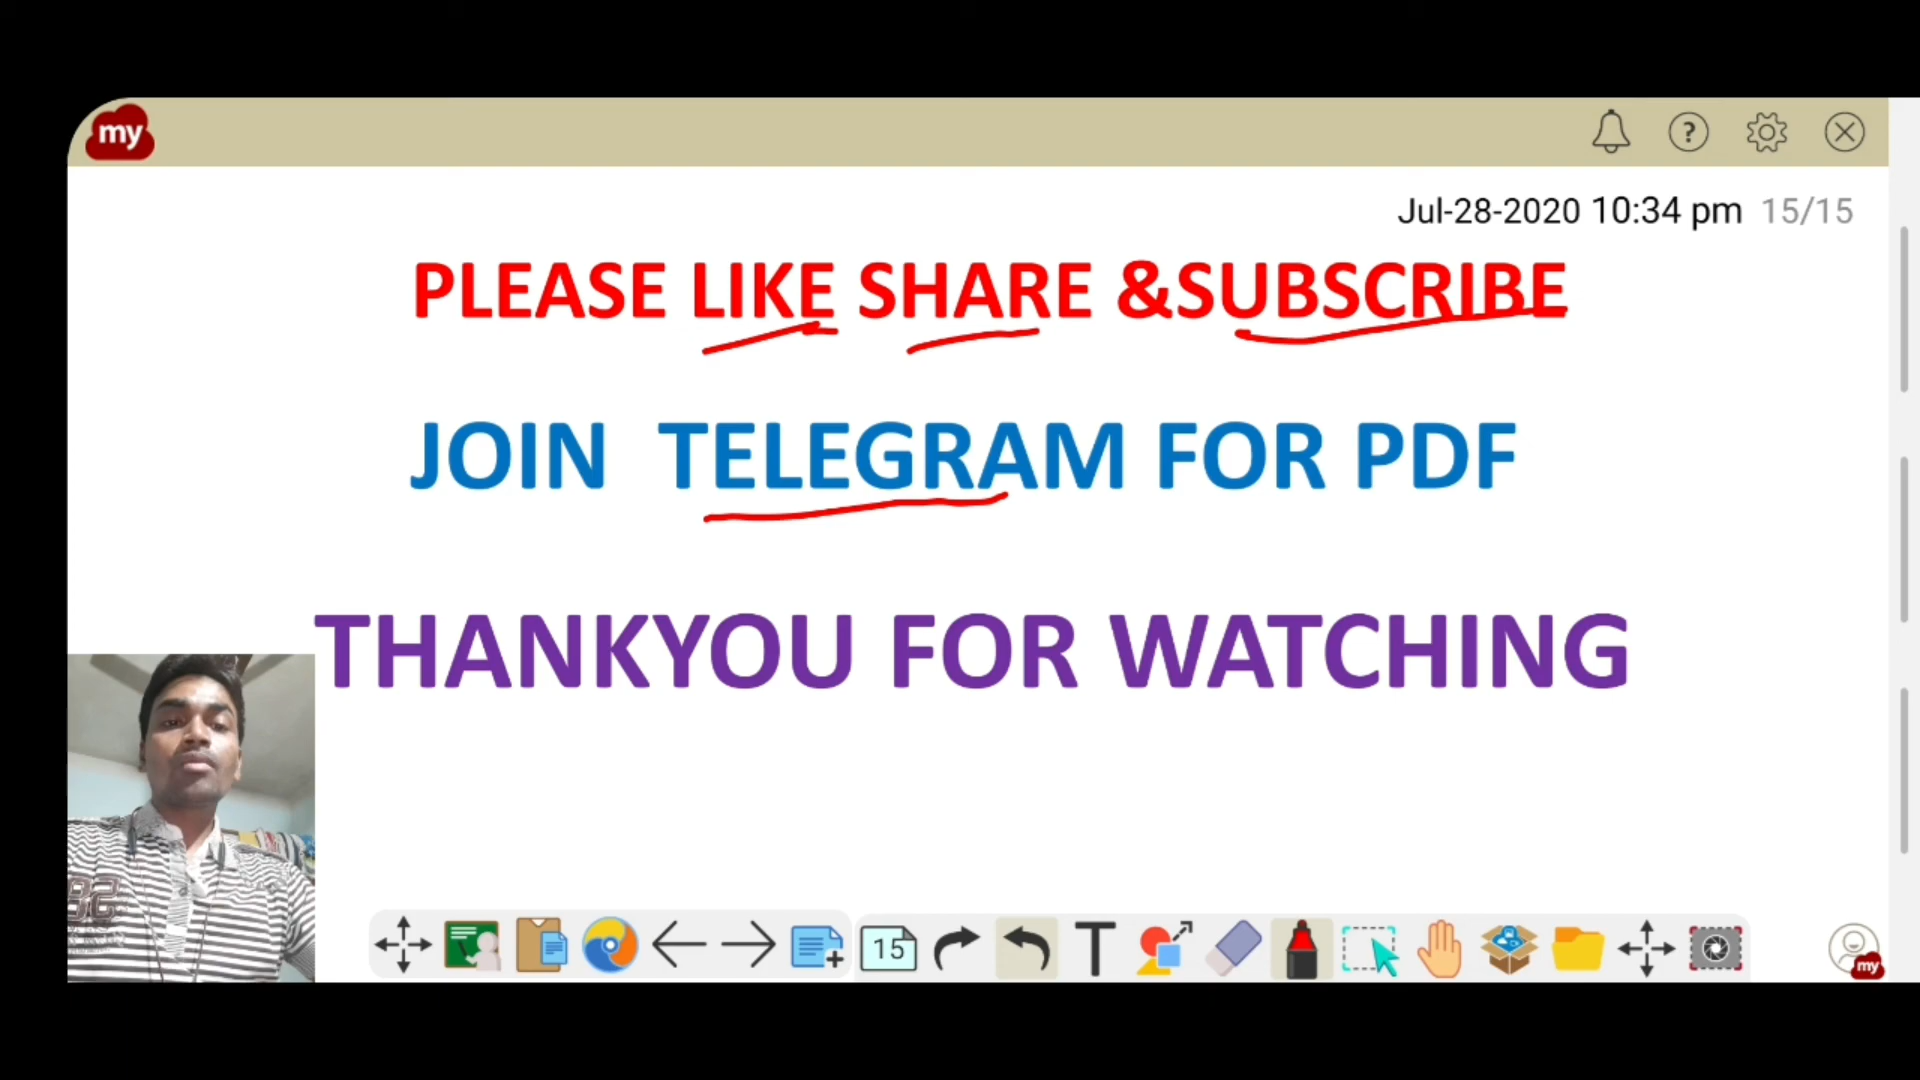 my
Jul-28-2020 10:34 pm 15/15
PLEASE LIKE SHARE &SUBSCRIBE
JOIN TELEGRAM FOR PDF
THANKYOU FOR WATCHING
15
my